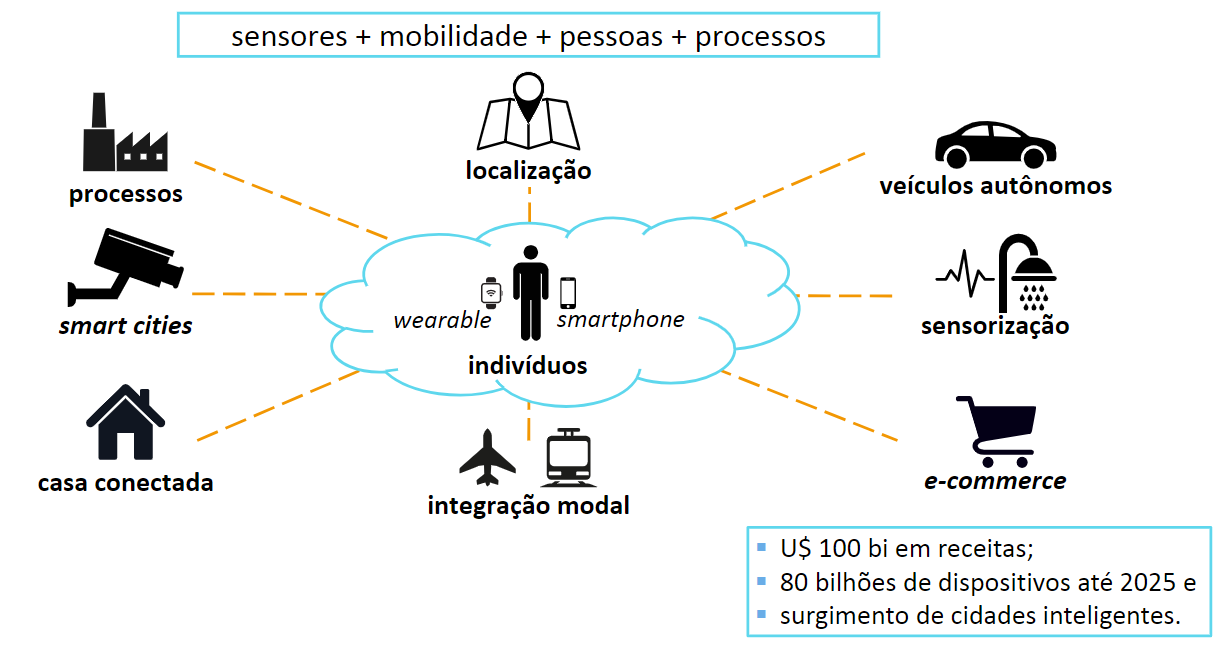 sensores + mobilidade + pessoas + processos
processos
localização
veículos autônomos
smart cities
wearable
smartphone
indivíduos
sensorização
casa conectada
integração modal
e-commerce
U$ 100 bi em receitas;
80 bilhões de dispositivos até 2025 e
surgimento de cidades inteligentes.